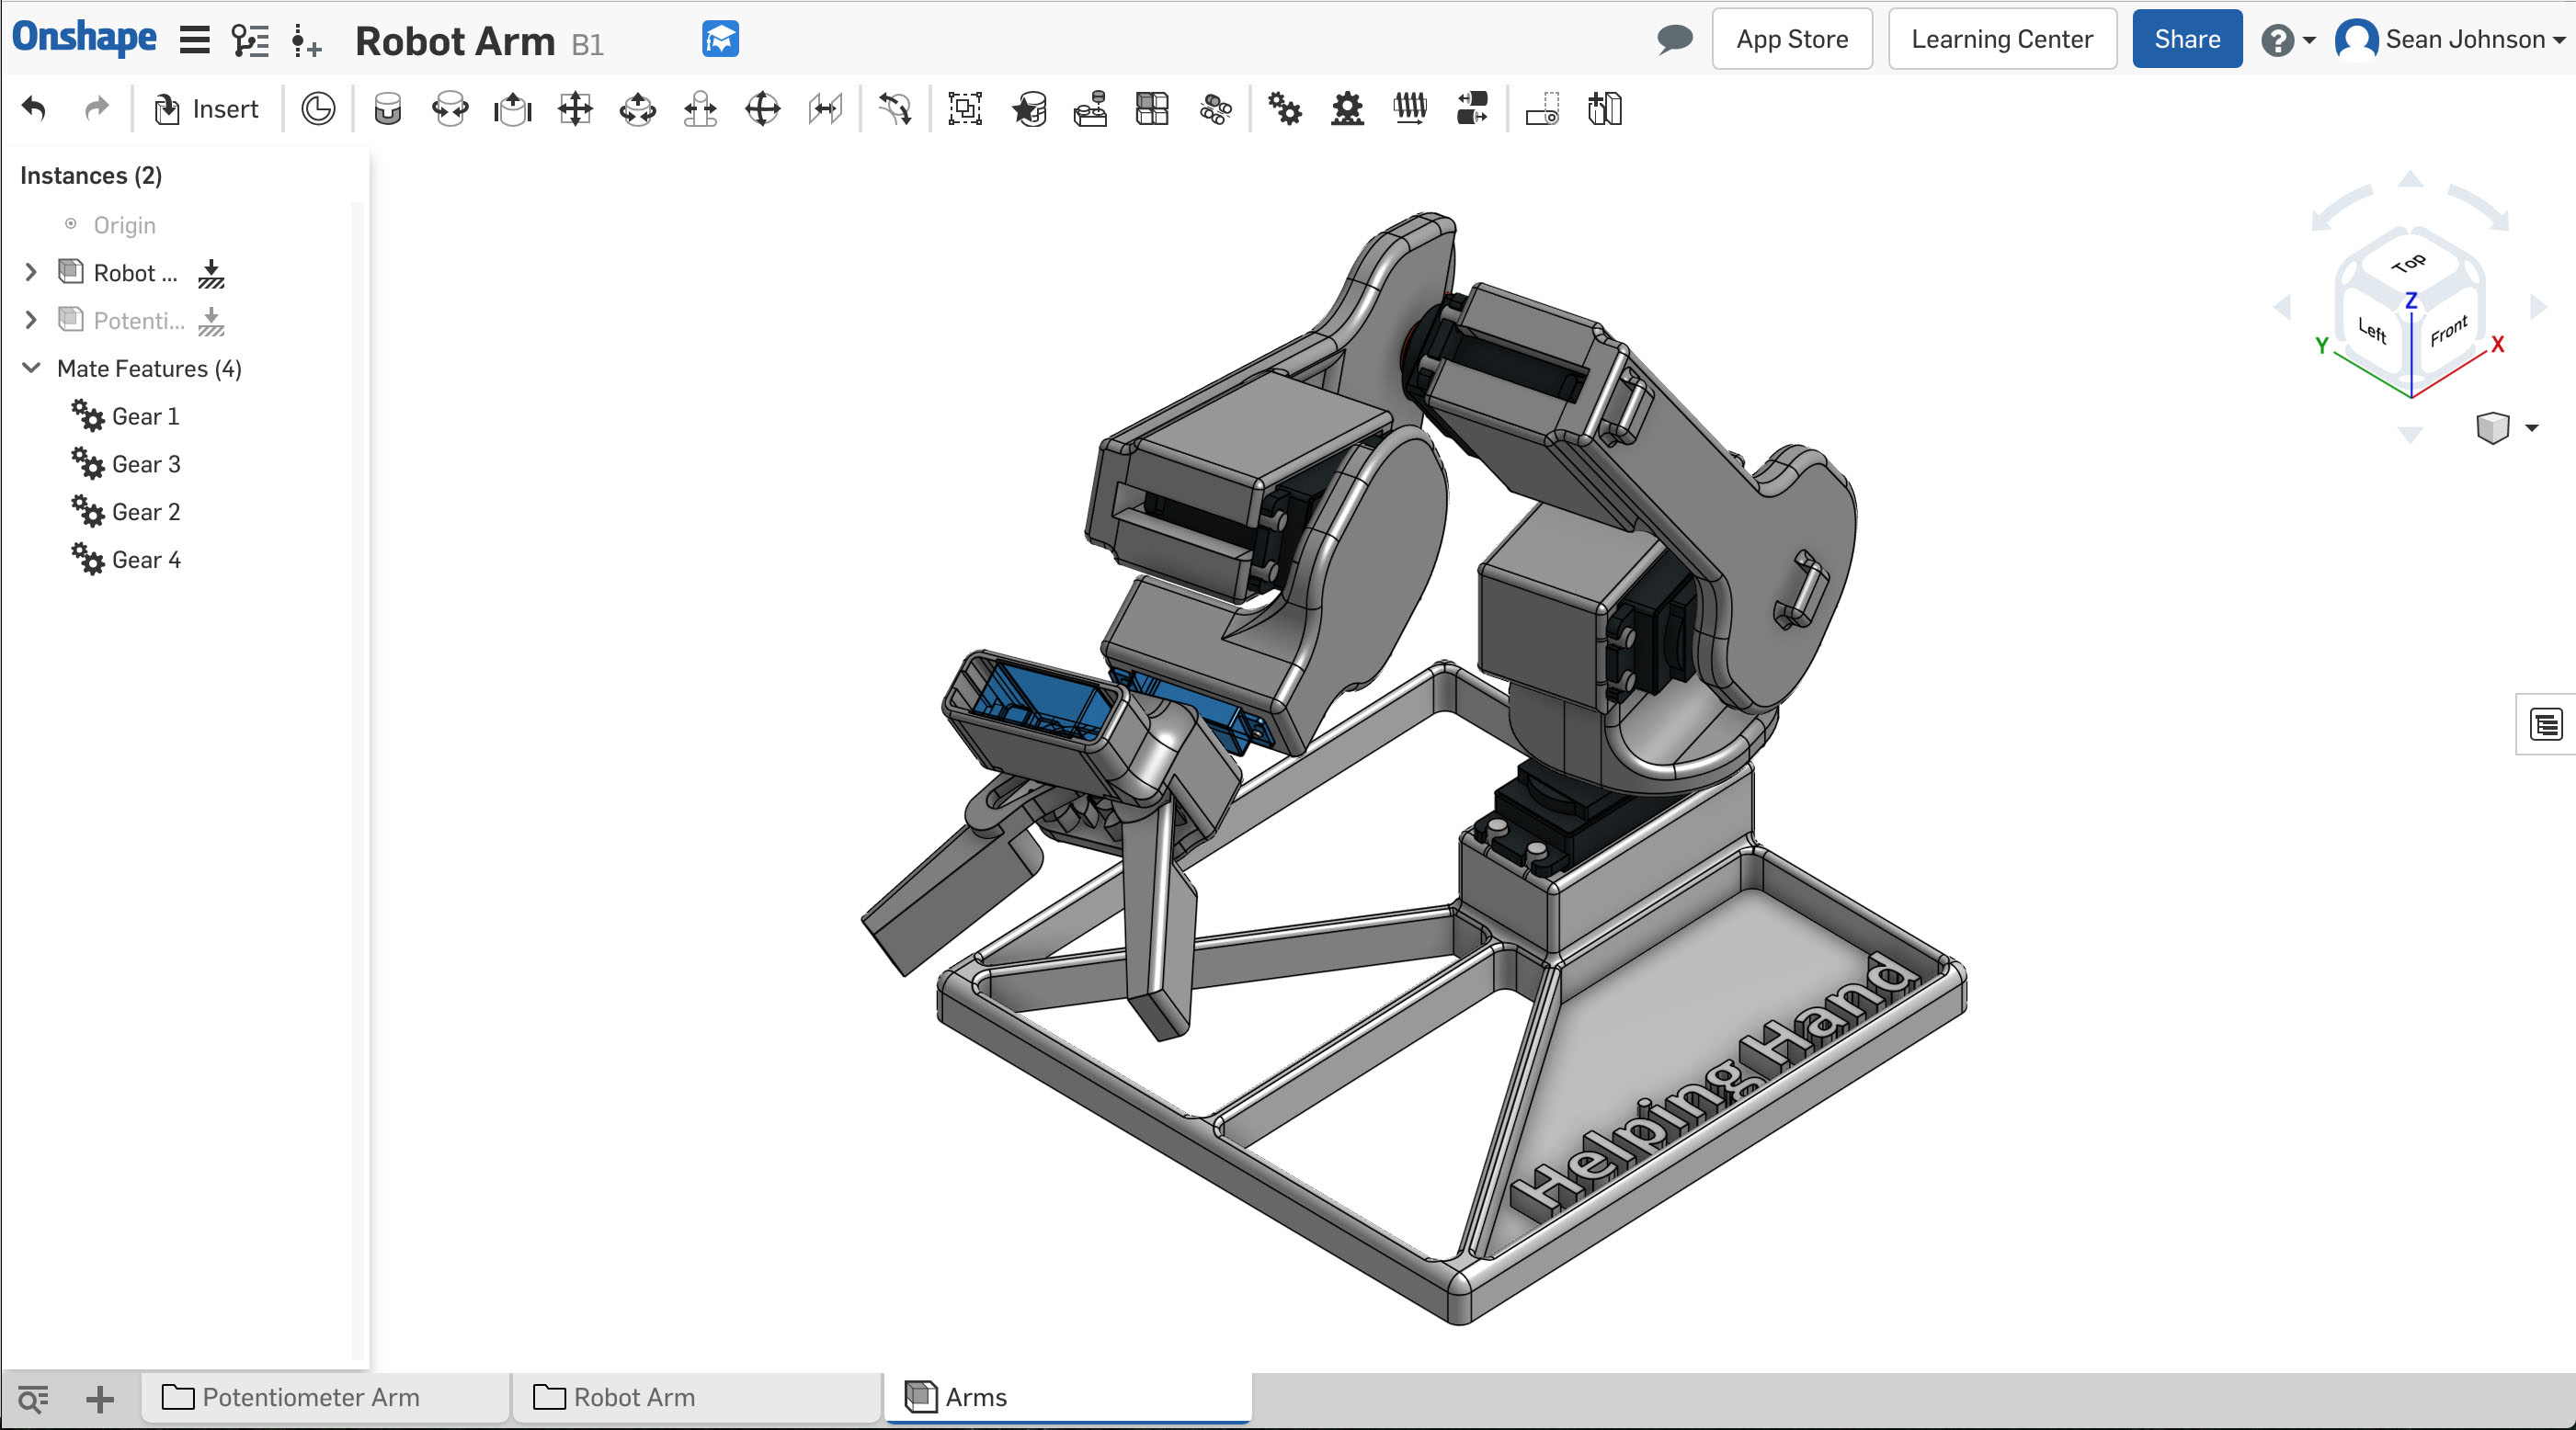 Onshape Robot Arm B1 App Store Learning Center Share ? Sean Johnson
Insert
Instances (2)
Origin
Robot ...
Potenti...
Mate Features (4)
Gear 1
Gear 3
Gear 2
Gear 4
Top
Left
Front
Z
Y
X
Helping Hand
Potentiometer Arm Robot Arm Arms